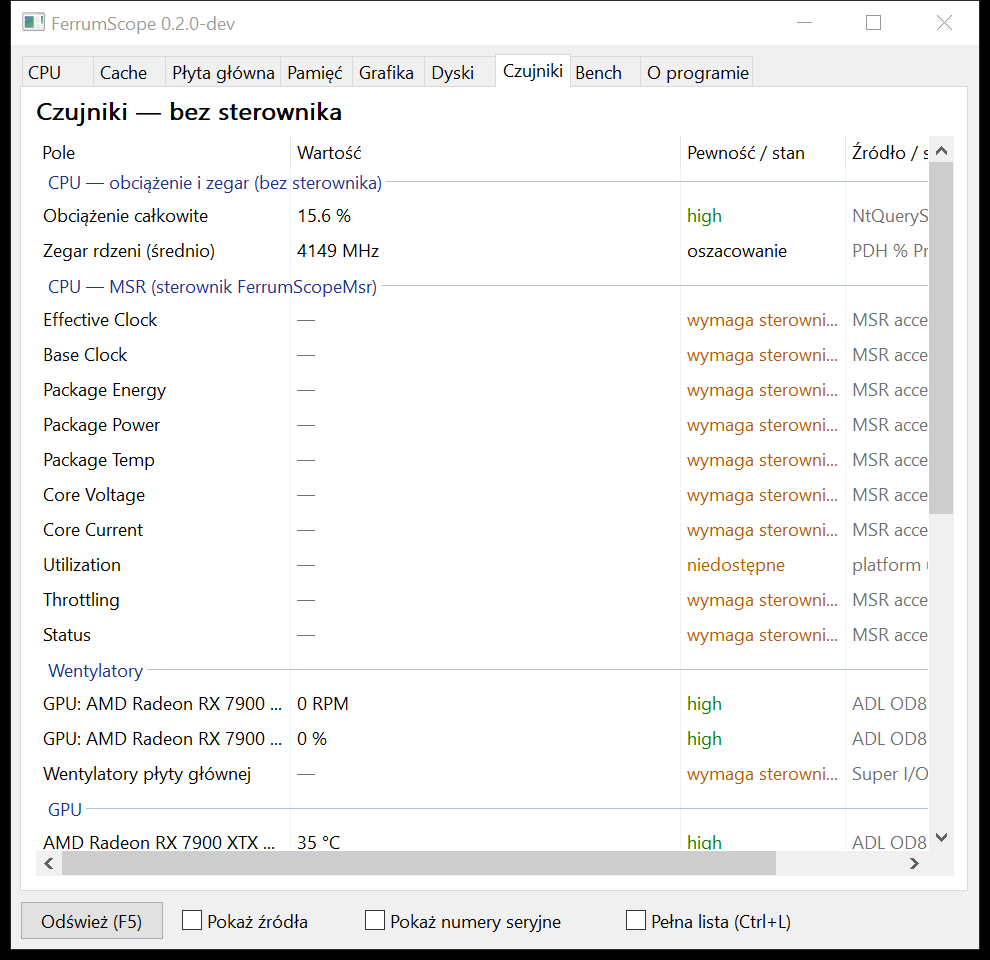 FerrumScope 0.2.0-dev
CPU Cache Płyta główna Pamięć Grafika Dyski Czujniki Bench O programie
Czujniki — bez sterownika
Pole Wartość Pewność / stan Źródło / s
CPU — obciążenie i zegar (bez sterownika)
Obciążenie całkowite 15.6 % high NtQueryS
Zegar rdzeni (średnio) 4149 MHz oszacowanie PDH % Pr
CPU — MSR (sterownik FerrumScopeMsr)
Effective Clock — wymaga sterowni... MSR acce
Base Clock — wymaga sterowni... MSR acce
Package Energy — wymaga sterowni... MSR acce
Package Power — wymaga sterowni... MSR acce
Package Temp — wymaga sterowni... MSR acce
Core Voltage — wymaga sterowni... MSR acce
Core Current — wymaga sterowni... MSR acce
Utilization — niedostępne platform
Throttling — wymaga sterowni... MSR acce
Status — wymaga sterowni... MSR acce
Wentylatory
GPU: AMD Radeon RX 7900 ... 0 RPM high ADL OD8
GPU: AMD Radeon RX 7900 ... 0 % high ADL OD8
Wentylatory płyty głównej — wymaga sterowni... Super I/O
GPU
AMD Radeon RX 7900 XTX ... 35 °C high ADL OD8
Odśwież (F5) Pokaż źródła Pokaż numery seryjne Pełna lista (Ctrl+L)